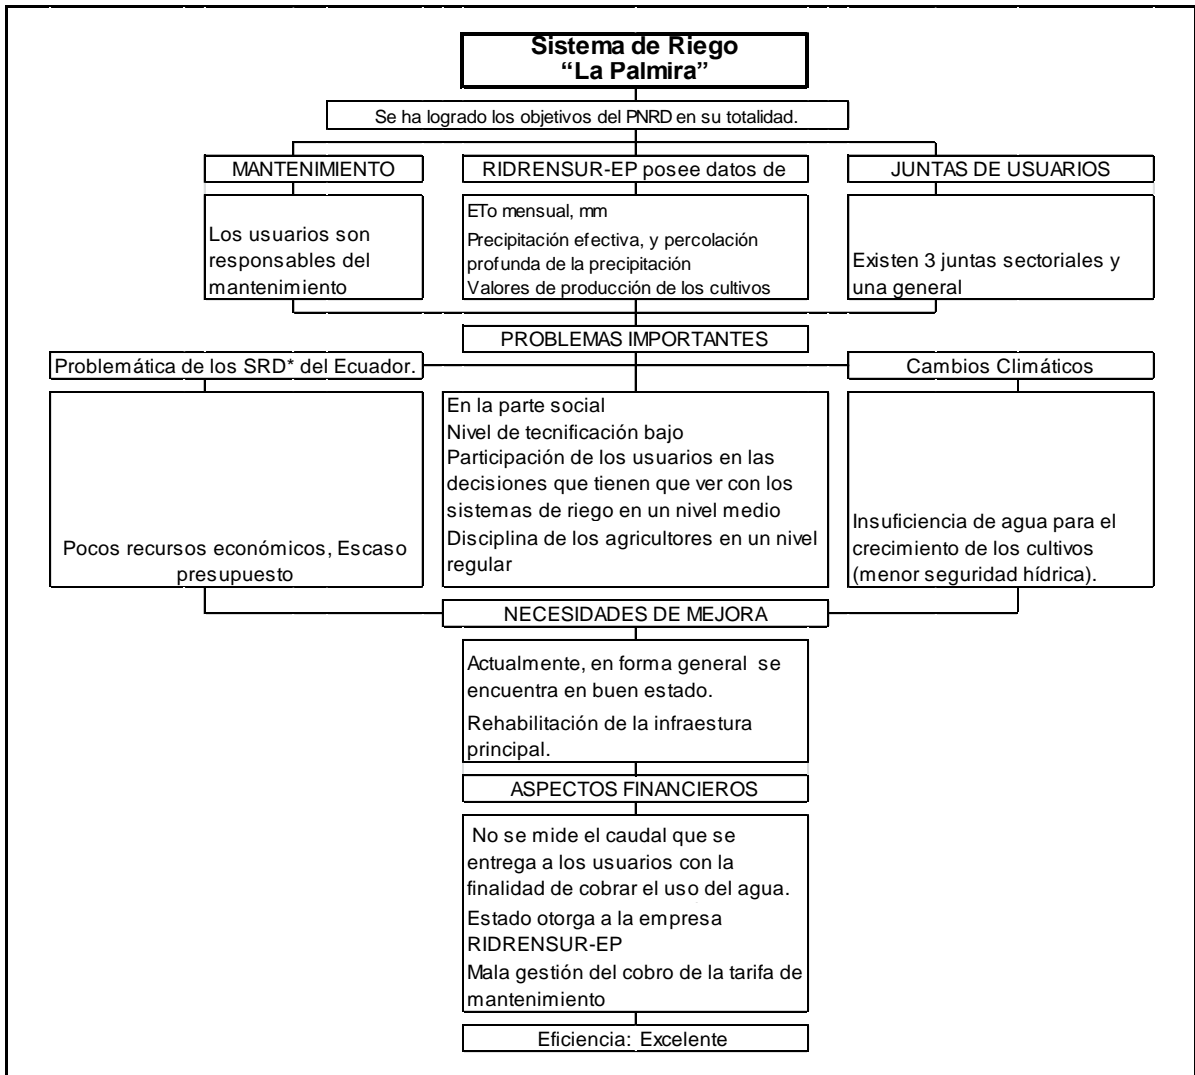 Sistema de Riego
“La Palmira”
Se ha logrado los objetivos del PNRD en su totalidad.
MANTENIMIENTO
RIDRENSUR-EP posee datos de
JUNTAS DE USUARIOS
Los usuarios son
responsables del
mantenimiento
ETo mensual, mm
Precipitación efectiva, y percolación
profunda de la precipitación
Valores de producción de los cultivos
Existen 3 juntas sectoriales y
una general
PROBLEMAS IMPORTANTES
Problemática de los SRD* del Ecuador.
Cambios Climáticos
Pocos recursos económicos, Escaso
presupuesto
En la parte social
Nivel de tecnificación bajo
Participación de los usuarios en las
decisiones que tienen que ver con los
sistemas de riego en un nivel medio
Disciplina de los agricultores en un nivel
regular
Insuficiencia de agua para el
crecimiento de los cultivos
(menor seguridad hídrica).
NECESIDADES DE MEJORA
Actualmente, en forma general se
encuentra en buen estado.
Rehabilitación de la infraestura
principal.
ASPECTOS FINANCIEROS
No se mide el caudal que se
entrega a los usuarios con la
finalidad de cobrar el uso del agua.
Estado otorga a la empresa
RIDRENSUR-EP
Mala gestión del cobro de la tarifa de
mantenimiento
Eficiencia: Excelente